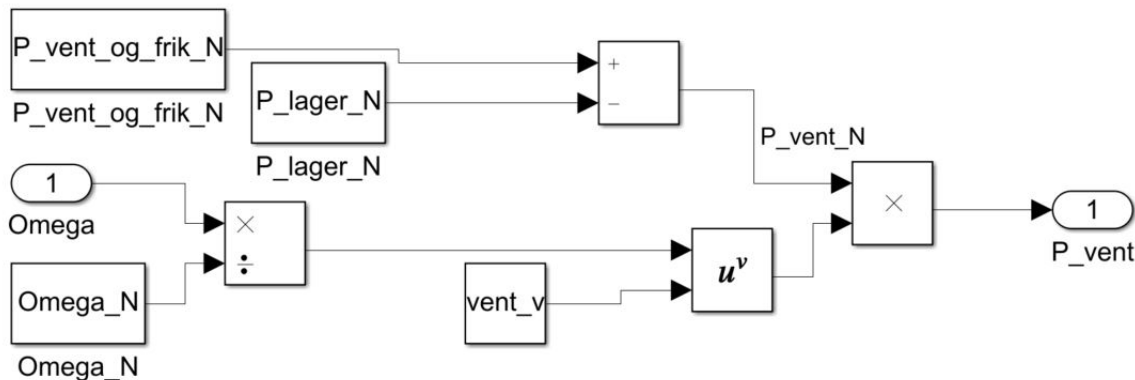 P_vent_og_frik_N
P_vent_og_frik_N
P_lager_N
P_lager_N
+
−
P_vent_N
1
Omega
×
÷
Omega_N
Omega_N
vent_v
u^v
×
1
P_vent